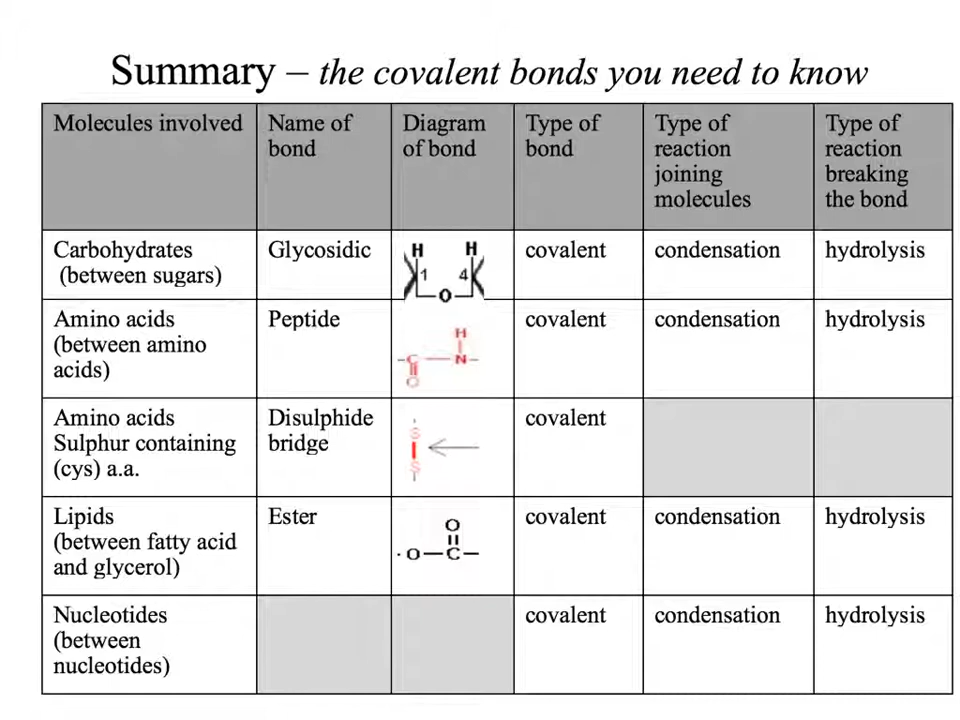 Summary – the covalent bonds you need to know
Molecules involved
Name of
bond
Diagram
of bond
Type of
bond
Type of
reaction
joining
molecules
Type of
reaction
breaking
the bond
Carbohydrates
(between sugars)
Glycosidic
H H
1 4
O
covalent
condensation
hydrolysis
Amino acids
(between amino
acids)
Peptide
H
C N
O
covalent
condensation
hydrolysis
Amino acids
Sulphur containing
(cys) a.a.
Disulphide
bridge
S
S
covalent
Lipids
(between fatty acid
and glycerol)
Ester
O
O C
covalent
condensation
hydrolysis
Nucleotides
(between
nucleotides)
covalent
condensation
hydrolysis